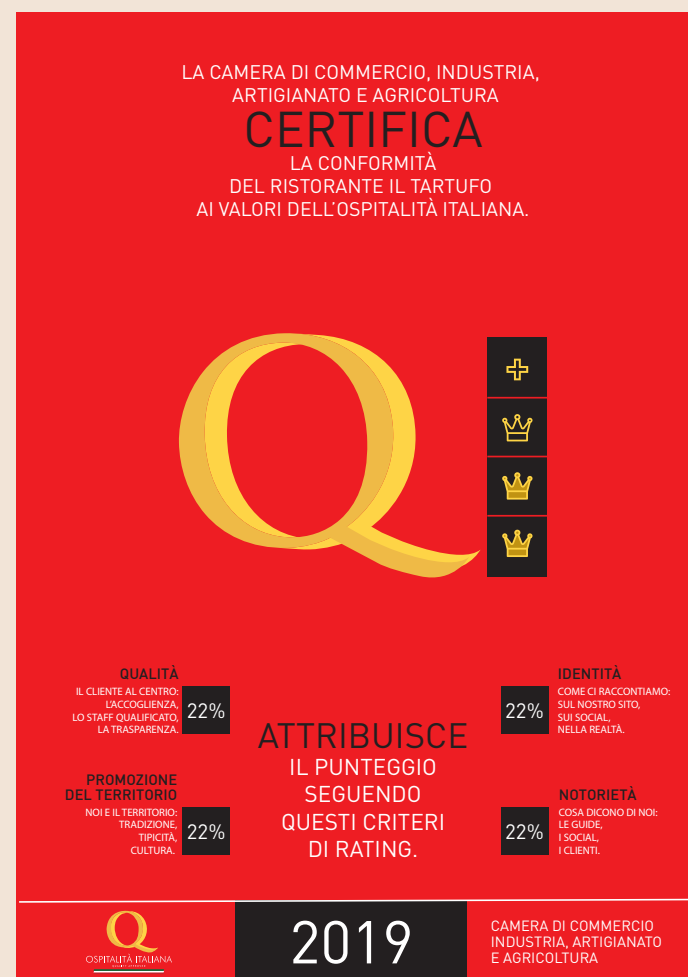 LA CAMERA DI COMMERCIO, INDUSTRIA,
ARTIGIANATO E AGRICOLTURA
CERTIFICA
LA CONFORMITÀ
DEL RISTORANTE IL TARTUFO
AI VALORI DELL'OSPITALITÀ ITALIANA.
Q
QUALITÀ
IL CLIENTE AL CENTRO:
L'ACCOGLIENZA,
LO STAFF QUALIFICATO,
LA TRASPARENZA.
22%
PROMOZIONE
DEL TERRITORIO
NOI E IL TERRITORIO:
TRADIZIONE,
TIPICITÀ,
CULTURA.
22%
ATTRIBUISCE
IL PUNTEGGIO
SEGUENDO
QUESTI CRITERI
DI RATING.
IDENTITÀ
COME CI RACCONTIAMO:
SUL NOSTRO SITO,
SUI SOCIAL,
NELLA REALTÀ.
22%
NOTORIETÀ
COSA DICONO DI NOI:
LE GUIDE,
I SOCIAL,
I CLIENTI.
22%
Q
OSPITALITÀ ITALIANA
2019
CAMERA DI COMMERCIO
INDUSTRIA, ARTIGIANATO
E AGRICOLTURA